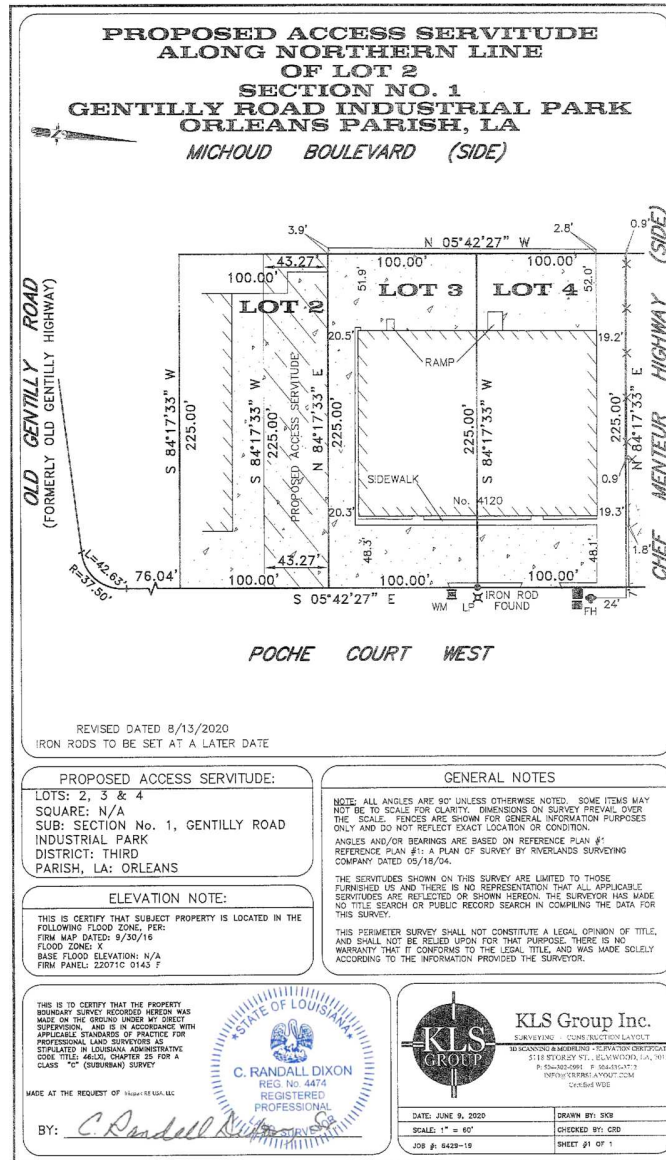 PROPOSED ACCESS SERVITUDE
ALONG NORTHERN LINE
OF LOT 2
SECTION NO. 1
GENTILLY ROAD INDUSTRIAL PARK
ORLEANS PARISH, LA
MICHOUD BOULEVARD (SIDE)
3.9'
N 05°42'27" W
2.8'
0.9'
43.27'
100.00'
100.00'
100.00'
51.9'
52.0'
LOT 2
LOT 3
LOT 4
20.5'
19.2'
RAMP
OLD GENTILLY ROAD
(FORMERLY OLD GENTILLY HIGHWAY)
S 84°17'33" W
225.00'
S 84°17'33" W
225.00'
PROPOSED ACCESS SERVITUDE
N 84°17'33" E
225.00'
S 84°17'33" W
225.00'
N 84°17'33" E
225.00'
CHEF MENTEUR HIGHWAY (SIDE)
SIDEWALK
No. 4120
0.9'
20.3'
19.3'
1.8'
48.3'
48.1'
L=42.63'
R=37.50'
76.04'
43.27'
100.00'
100.00'
100.00'
S 05°42'27" E
WM
LP
IRON ROD
FOUND
FH
24'
7'
POCHE COURT WEST
REVISED DATED 8/13/2020
IRON RODS TO BE SET AT A LATER DATE
PROPOSED ACCESS SERVITUDE:
LOTS: 2, 3 & 4
SQUARE: N/A
SUB: SECTION No. 1, GENTILLY ROAD
INDUSTRIAL PARK
DISTRICT: THIRD
PARISH, LA: ORLEANS
ELEVATION NOTE:
THIS IS CERTIFY THAT SUBJECT PROPERTY IS LOCATED IN THE
FOLLOWING FLOOD ZONE, PER:
FIRM MAP DATED: 9/30/16
FLOOD ZONE: X
BASE FLOOD ELEVATION: N/A
FIRM PANEL: 22071C 0143 F
GENERAL NOTES
NOTE: ALL ANGLES ARE 90° UNLESS OTHERWISE NOTED. SOME ITEMS MAY
NOT BE TO SCALE FOR CLARITY. DIMENSIONS ON SURVEY PREVAIL OVER
THE SCALE. FENCES ARE SHOWN FOR GENERAL INFORMATION PURPOSES
ONLY AND DO NOT REFLECT EXACT LOCATION OR CONDITION.
ANGLES AND/OR BEARINGS ARE BASED ON REFERENCE PLAN #1
REFERENCE PLAN #1: A PLAN OF SURVEY BY RIVERLANDS SURVEYING
COMPANY DATED 05/18/04.
THE SERVITUDES SHOWN ON THIS SURVEY ARE LIMITED TO THOSE
FURNISHED US AND THERE IS NO REPRESENTATION THAT ALL APPLICABLE
SERVITUDES ARE REFLECTED OR SHOWN HEREON. THE SURVEYOR HAS MADE
NO TITLE SEARCH OR PUBLIC RECORD SEARCH IN COMPILING THE DATA FOR
THIS SURVEY.
THIS PERIMETER SURVEY SHALL NOT CONSTITUTE A LEGAL OPINION OF TITLE,
AND SHALL NOT BE RELIED UPON FOR THAT PURPOSE. THERE IS NO
WARRANTY THAT IT CONFORMS TO THE LEGAL TITLE, AND WAS MADE SOLELY
ACCORDING TO THE INFORMATION PROVIDED THE SURVEYOR.
THIS IS TO CERTIFY THAT THE PROPERTY
BOUNDARY SURVEY RECORDED HEREON WAS
MADE ON THE GROUND UNDER MY DIRECT
SUPERVISION, AND IS IN ACCORDANCE WITH
APPLICABLE STANDARDS OF PRACTICE FOR
PROFESSIONAL LAND SURVEYORS AS
STIPULATED IN LOUISIANA ADMINISTRATIVE
CODE TITLE: 46:LXI, CHAPTER 25 FOR A
CLASS "C" (SUBURBAN) SURVEY
MADE AT THE REQUEST OF RE USA, LLC
BY: C. Randall Dixon
STATE OF LOUISIANA
C. RANDALL DIXON
REG. No. 4474
REGISTERED
PROFESSIONAL
LAND SURVEYOR
KLS
GROUP
KLS Group Inc.
SURVEYING - CONSTRUCTION LAYOUT
3D SCANNING & MODELING - ELEVATION CERTIFICAT
5118 STOREY ST., ELMWOOD, LA, 701
Certified WBE
DATE: JUNE 9, 2020
DRAWN BY: SKB
SCALE: 1" = 60'
CHECKED BY: CRD
JOB #: 6429-19
SHEET #1 OF 1